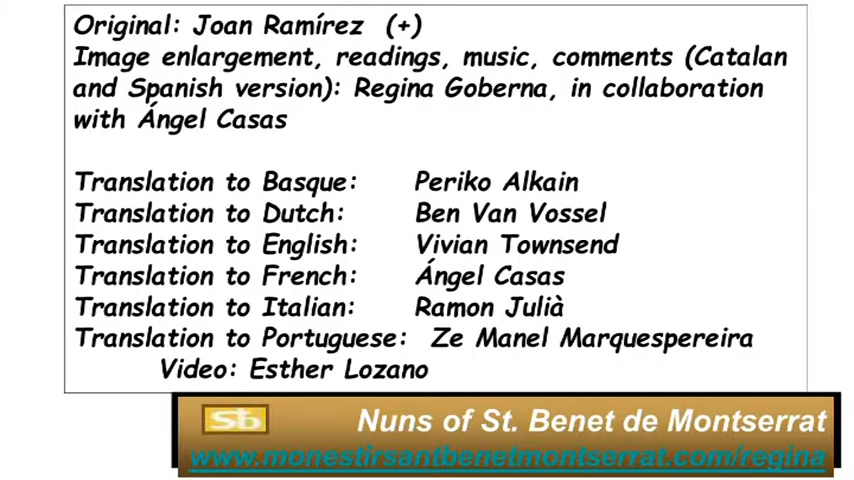 Original: Joan Ramírez (+)
Image enlargement, readings, music, comments (Catalan
and Spanish version): Regina Goberna, in collaboration
with Ángel Casas
Translation to Basque: Periko Alkain
Translation to Dutch: Ben Van Vossel
Translation to English: Vivian Townsend
Translation to French: Ángel Casas
Translation to Italian: Ramon Julià
Translation to Portuguese: Ze Manel Marquespereira
Video: Esther Lozano
Sb
Nuns of St. Benet de Montserrat
www.monestirsantbenetmontserrat.com/regina